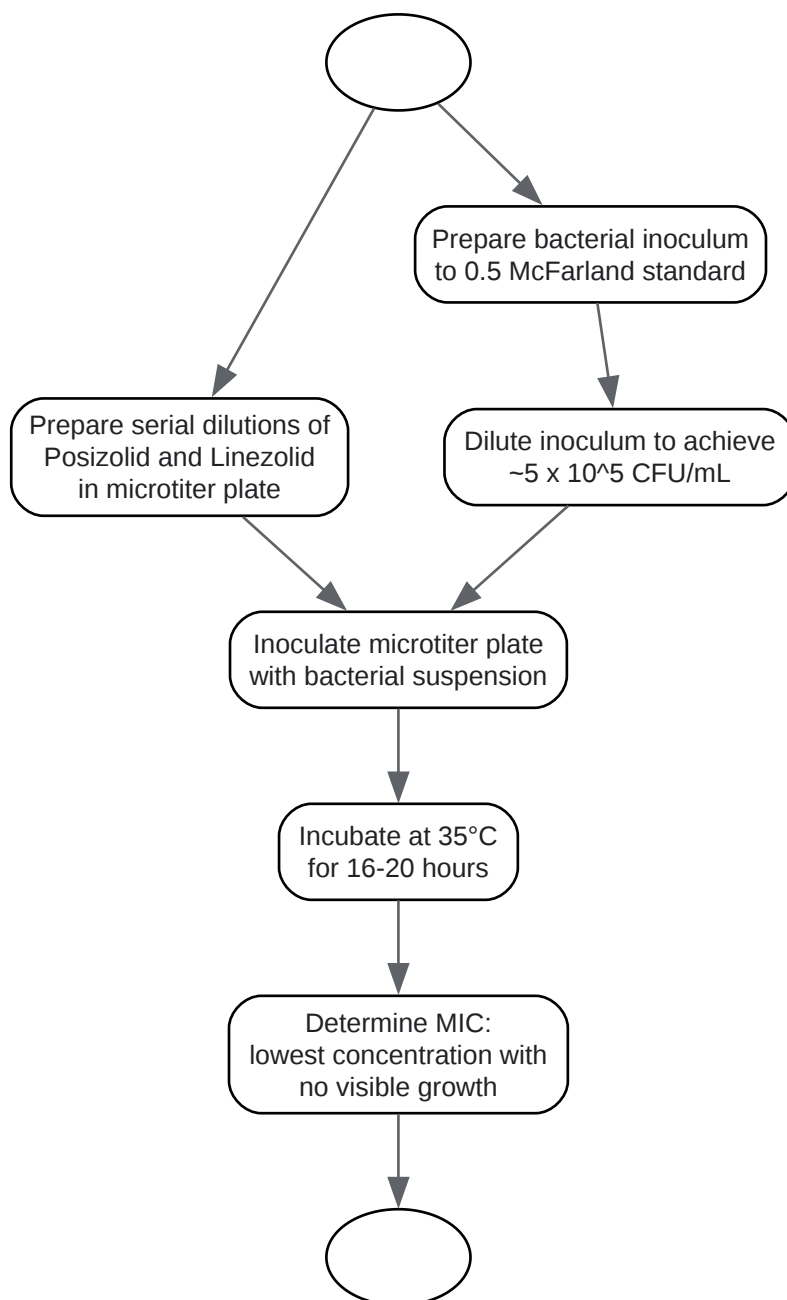 Prepare bacterial inoculum
to 0.5 McFarland standard
Prepare serial dilutions of
Posizolid and Linezolid
in microtiter plate
Dilute inoculum to achieve
~5 x 10^5 CFU/mL
Inoculate microtiter plate
with bacterial suspension
Incubate at 35°C
for 16-20 hours
Determine MIC:
lowest concentration with
no visible growth